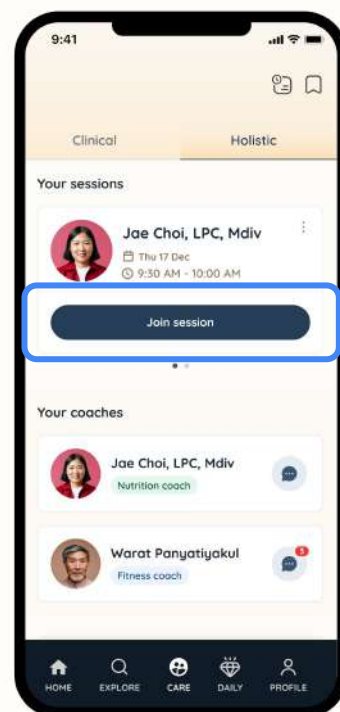 9:41
Clinical
Holistic
Your sessions
Jae Choi, LPC, Mdiv
Thu 17 Dec
9:30 AM - 10:00 AM
Join session
Your coaches
Jae Choi, LPC, Mdiv
Nutrition coach
Warat Panyatiyakul
Fitness coach
HOME EXPLORE CARE DAILY PROFILE